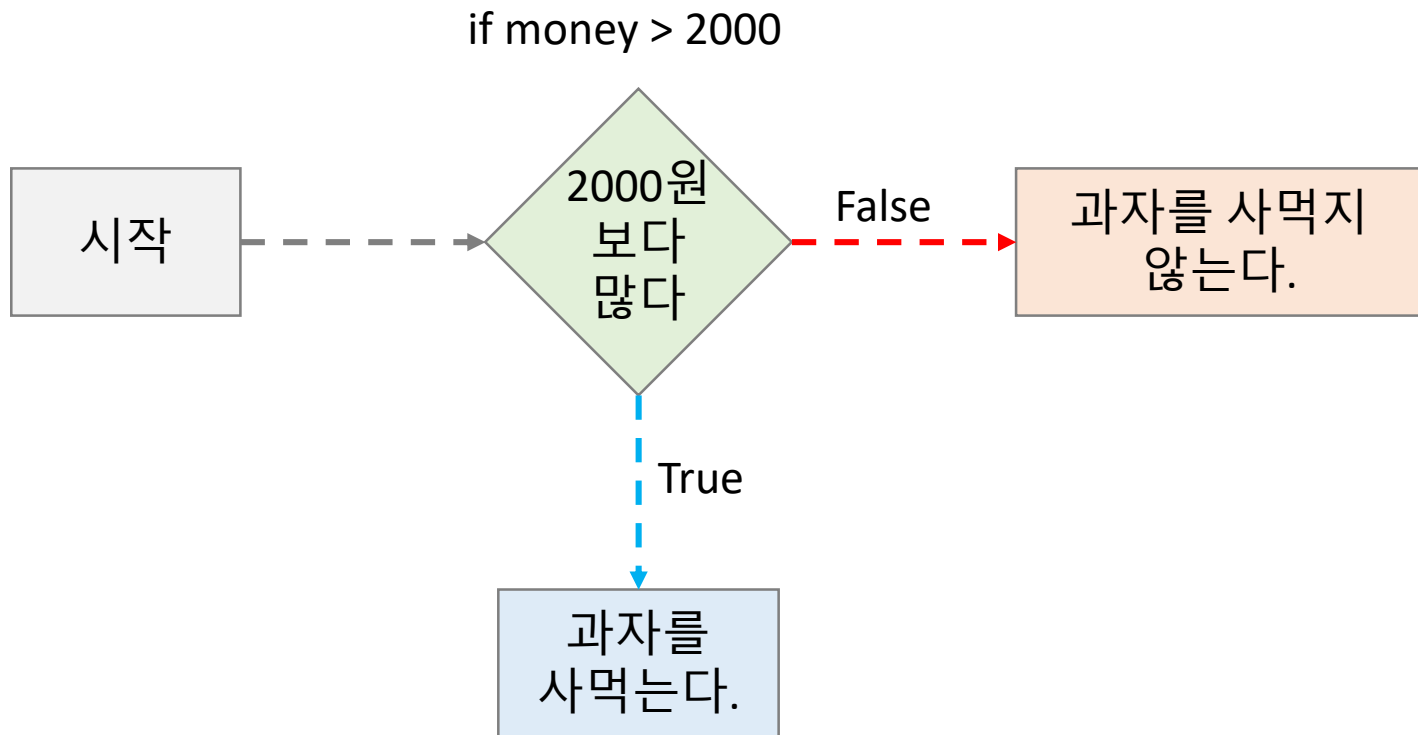 if money > 2000
시작
2000원
보다
많다
False
과자를 사먹지
않는다.
True
과자를
사먹는다.